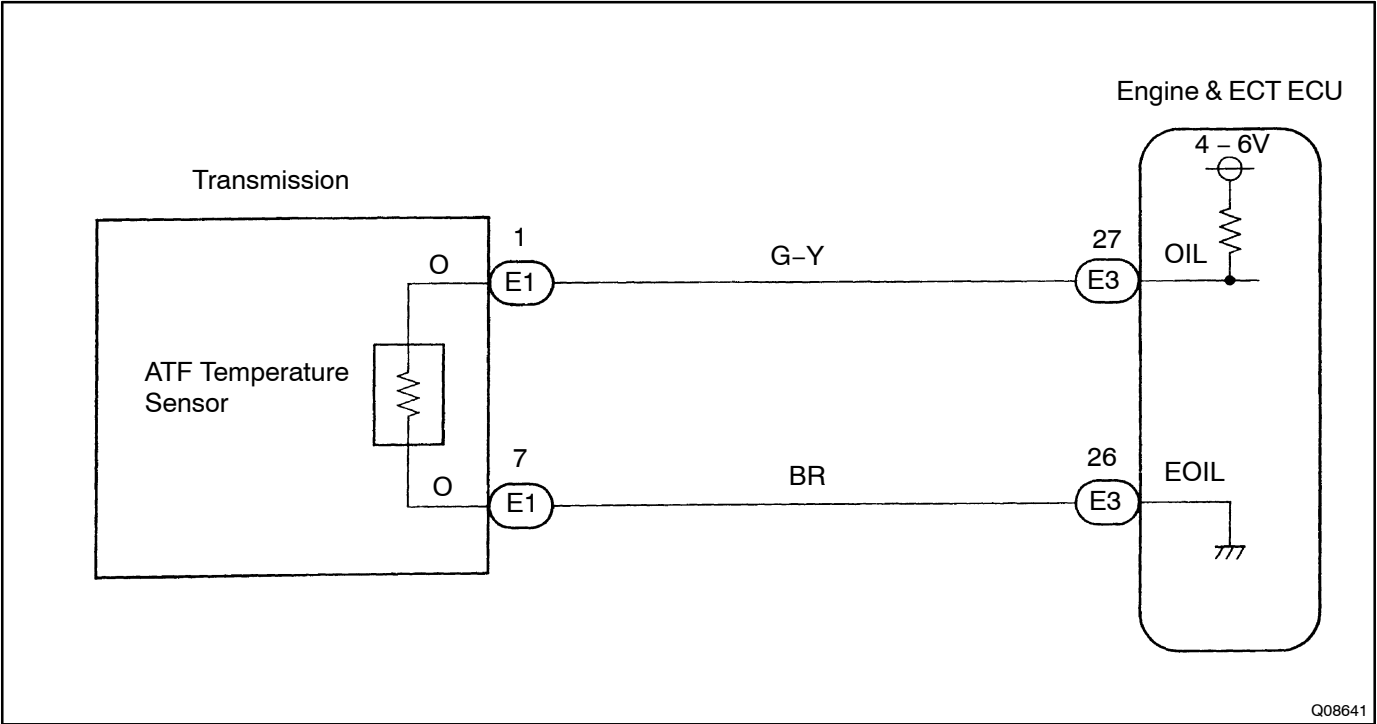 Engine & ECT ECU
4 – 6V
Transmission
1
27
O
G–Y
OIL
E1
E3
ATF Temperature
Sensor
7
26
O
BR
EOIL
E1
E3
Q08641